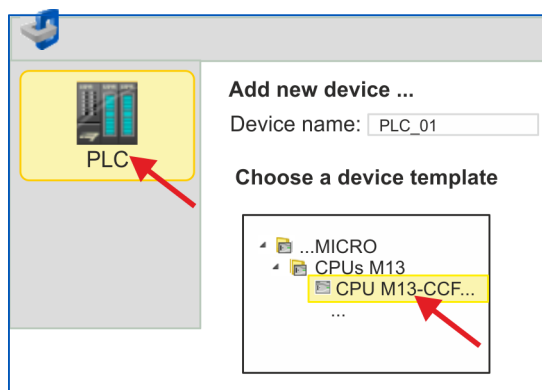 PLC
Add new device ...
Device name: PLC_01
Choose a device template
...MICRO
CPUs M13
CPU M13-CCF...
...